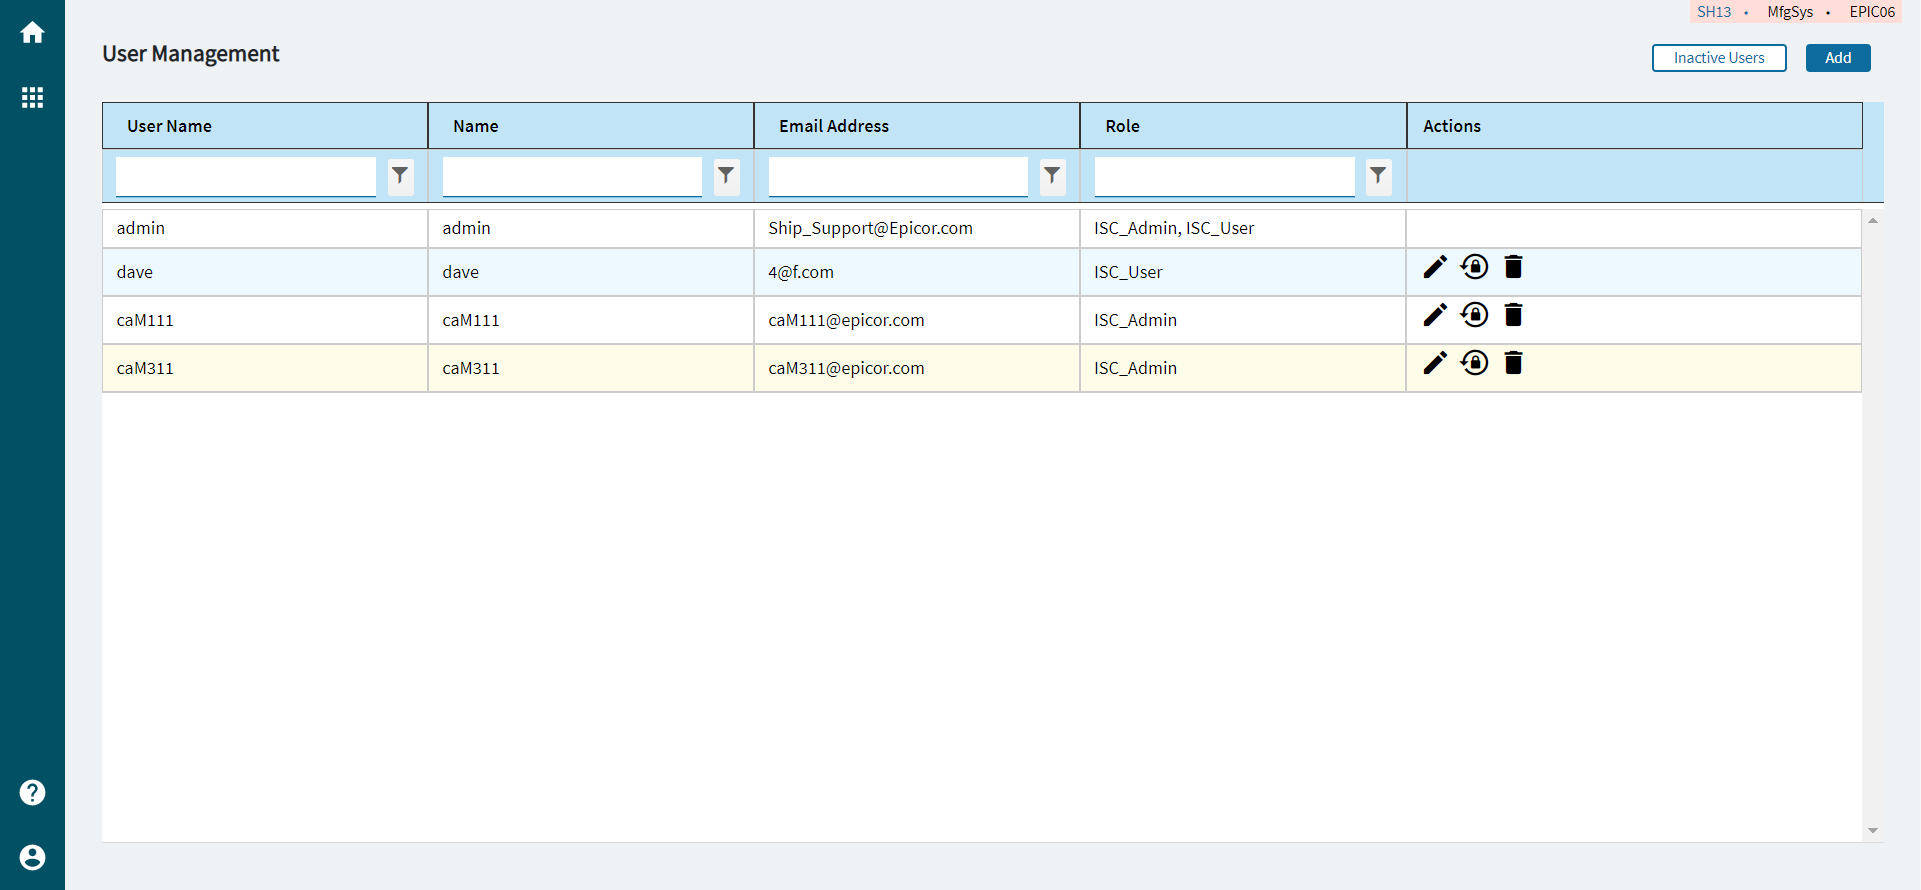 SH13 • MfgSys • EPIC06
User Management
Inactive Users Add
User Name Name Email Address Role Actions
admin admin Ship_Support@Epicor.com ISC_Admin, ISC_User
dave dave 4@f.com ISC_User
caM111 caM111 caM111@epicor.com ISC_Admin
caM311 caM311 caM311@epicor.com ISC_Admin